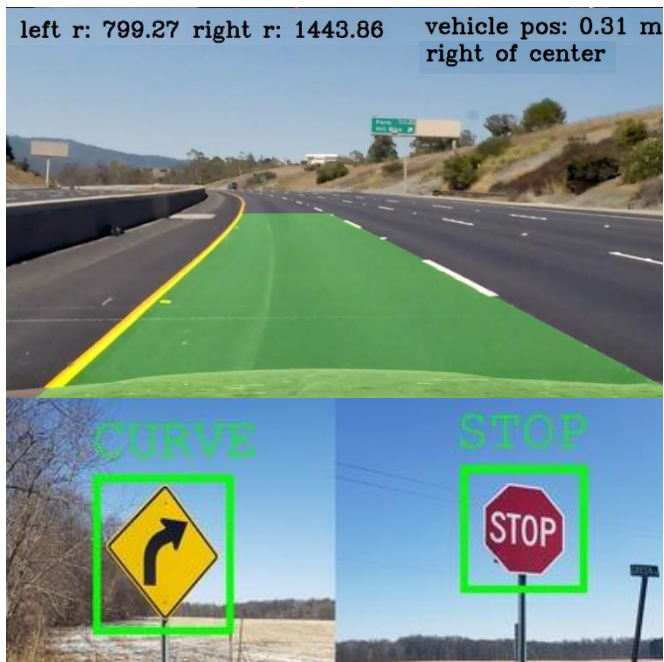 left r: 799.27 right r: 1443.86
vehicle pos: 0.31 m
right of center
CURVE
STOP
STOP